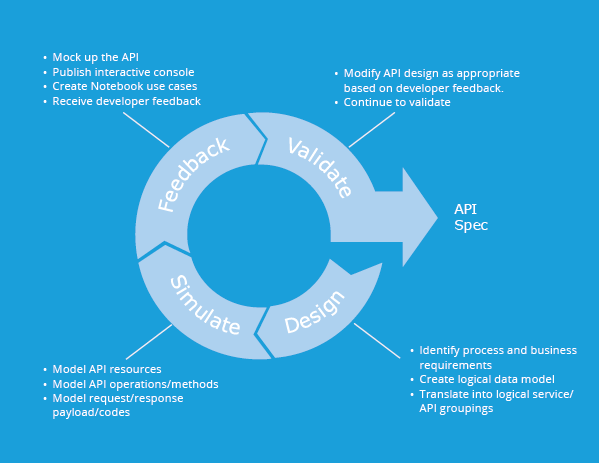 • Mock up the API
• Publish interactive console
• Create Notebook use cases
• Receive developer feedback
• Modify API design as appropriate
based on developer feedback.
• Continue to validate
Feedback
Validate
API
Spec
Simulate
Design
• Model API resources
• Model API operations/methods
• Model request/response
payload/codes
• Identify process and business
requirements
• Create logical data model
• Translate into logical service/
API groupings